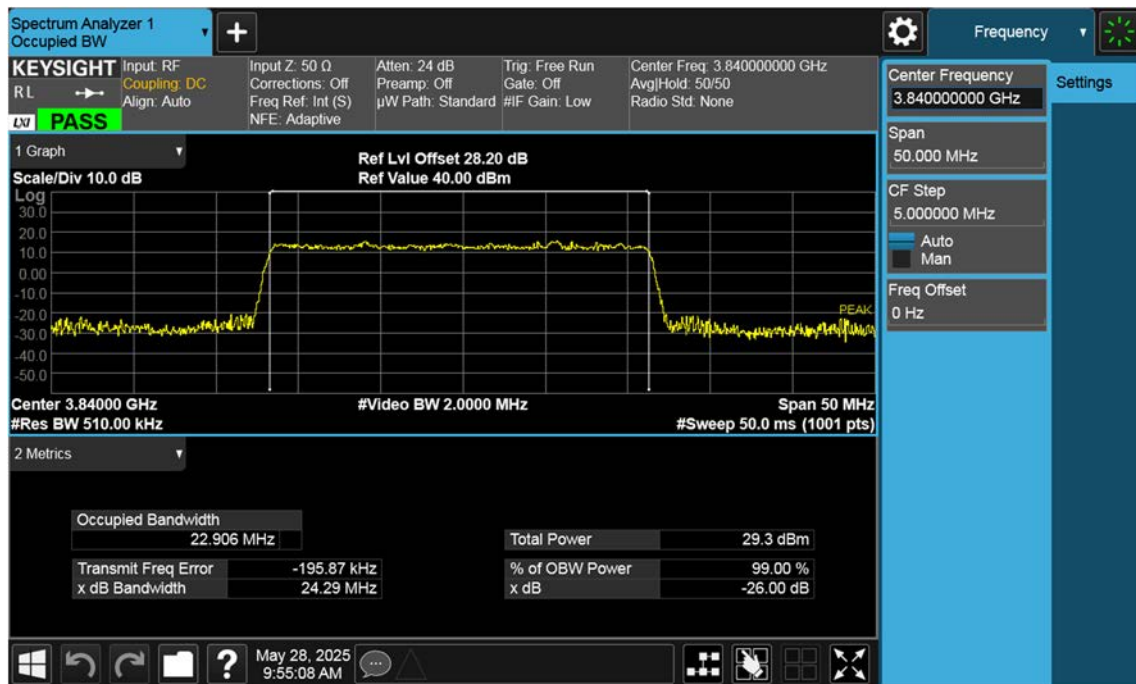 Spectrum Analyzer 1
Occupied BW
+
Frequency
KEYSIGHT
RL
LXI PASS
Input: RF
Coupling: DC
Align: Auto
Input Z: 50 Ω
Corrections: Off
Freq Ref: Int (S)
NFE: Adaptive
Atten: 24 dB
Preamp: Off
µW Path: Standard
Trig: Free Run
Gate: Off
#IF Gain: Low
Center Freq: 3.840000000 GHz
Avg|Hold: 50/50
Radio Std: None
Center Frequency
3.840000000 GHz
Settings
Span
50.000 MHz
CF Step
5.000000 MHz
Auto
Man
Freq Offset
0 Hz
1 Graph
Scale/Div 10.0 dB
Ref Lvl Offset 28.20 dB
Ref Value 40.00 dBm
Log
30.0
20.0
10.0
0.00
-10.0
-20.0
-30.0
-40.0
-50.0
PEAK
Center 3.84000 GHz
#Video BW 2.0000 MHz
Span 50 MHz
#Res BW 510.00 kHz
#Sweep 50.0 ms (1001 pts)
2 Metrics
Occupied Bandwidth
22.906 MHz
Total Power 29.3 dBm
Transmit Freq Error -195.87 kHz
% of OBW Power 99.00 %
x dB Bandwidth 24.29 MHz
x dB -26.00 dB
?
May 28, 2025
9:55:08 AM